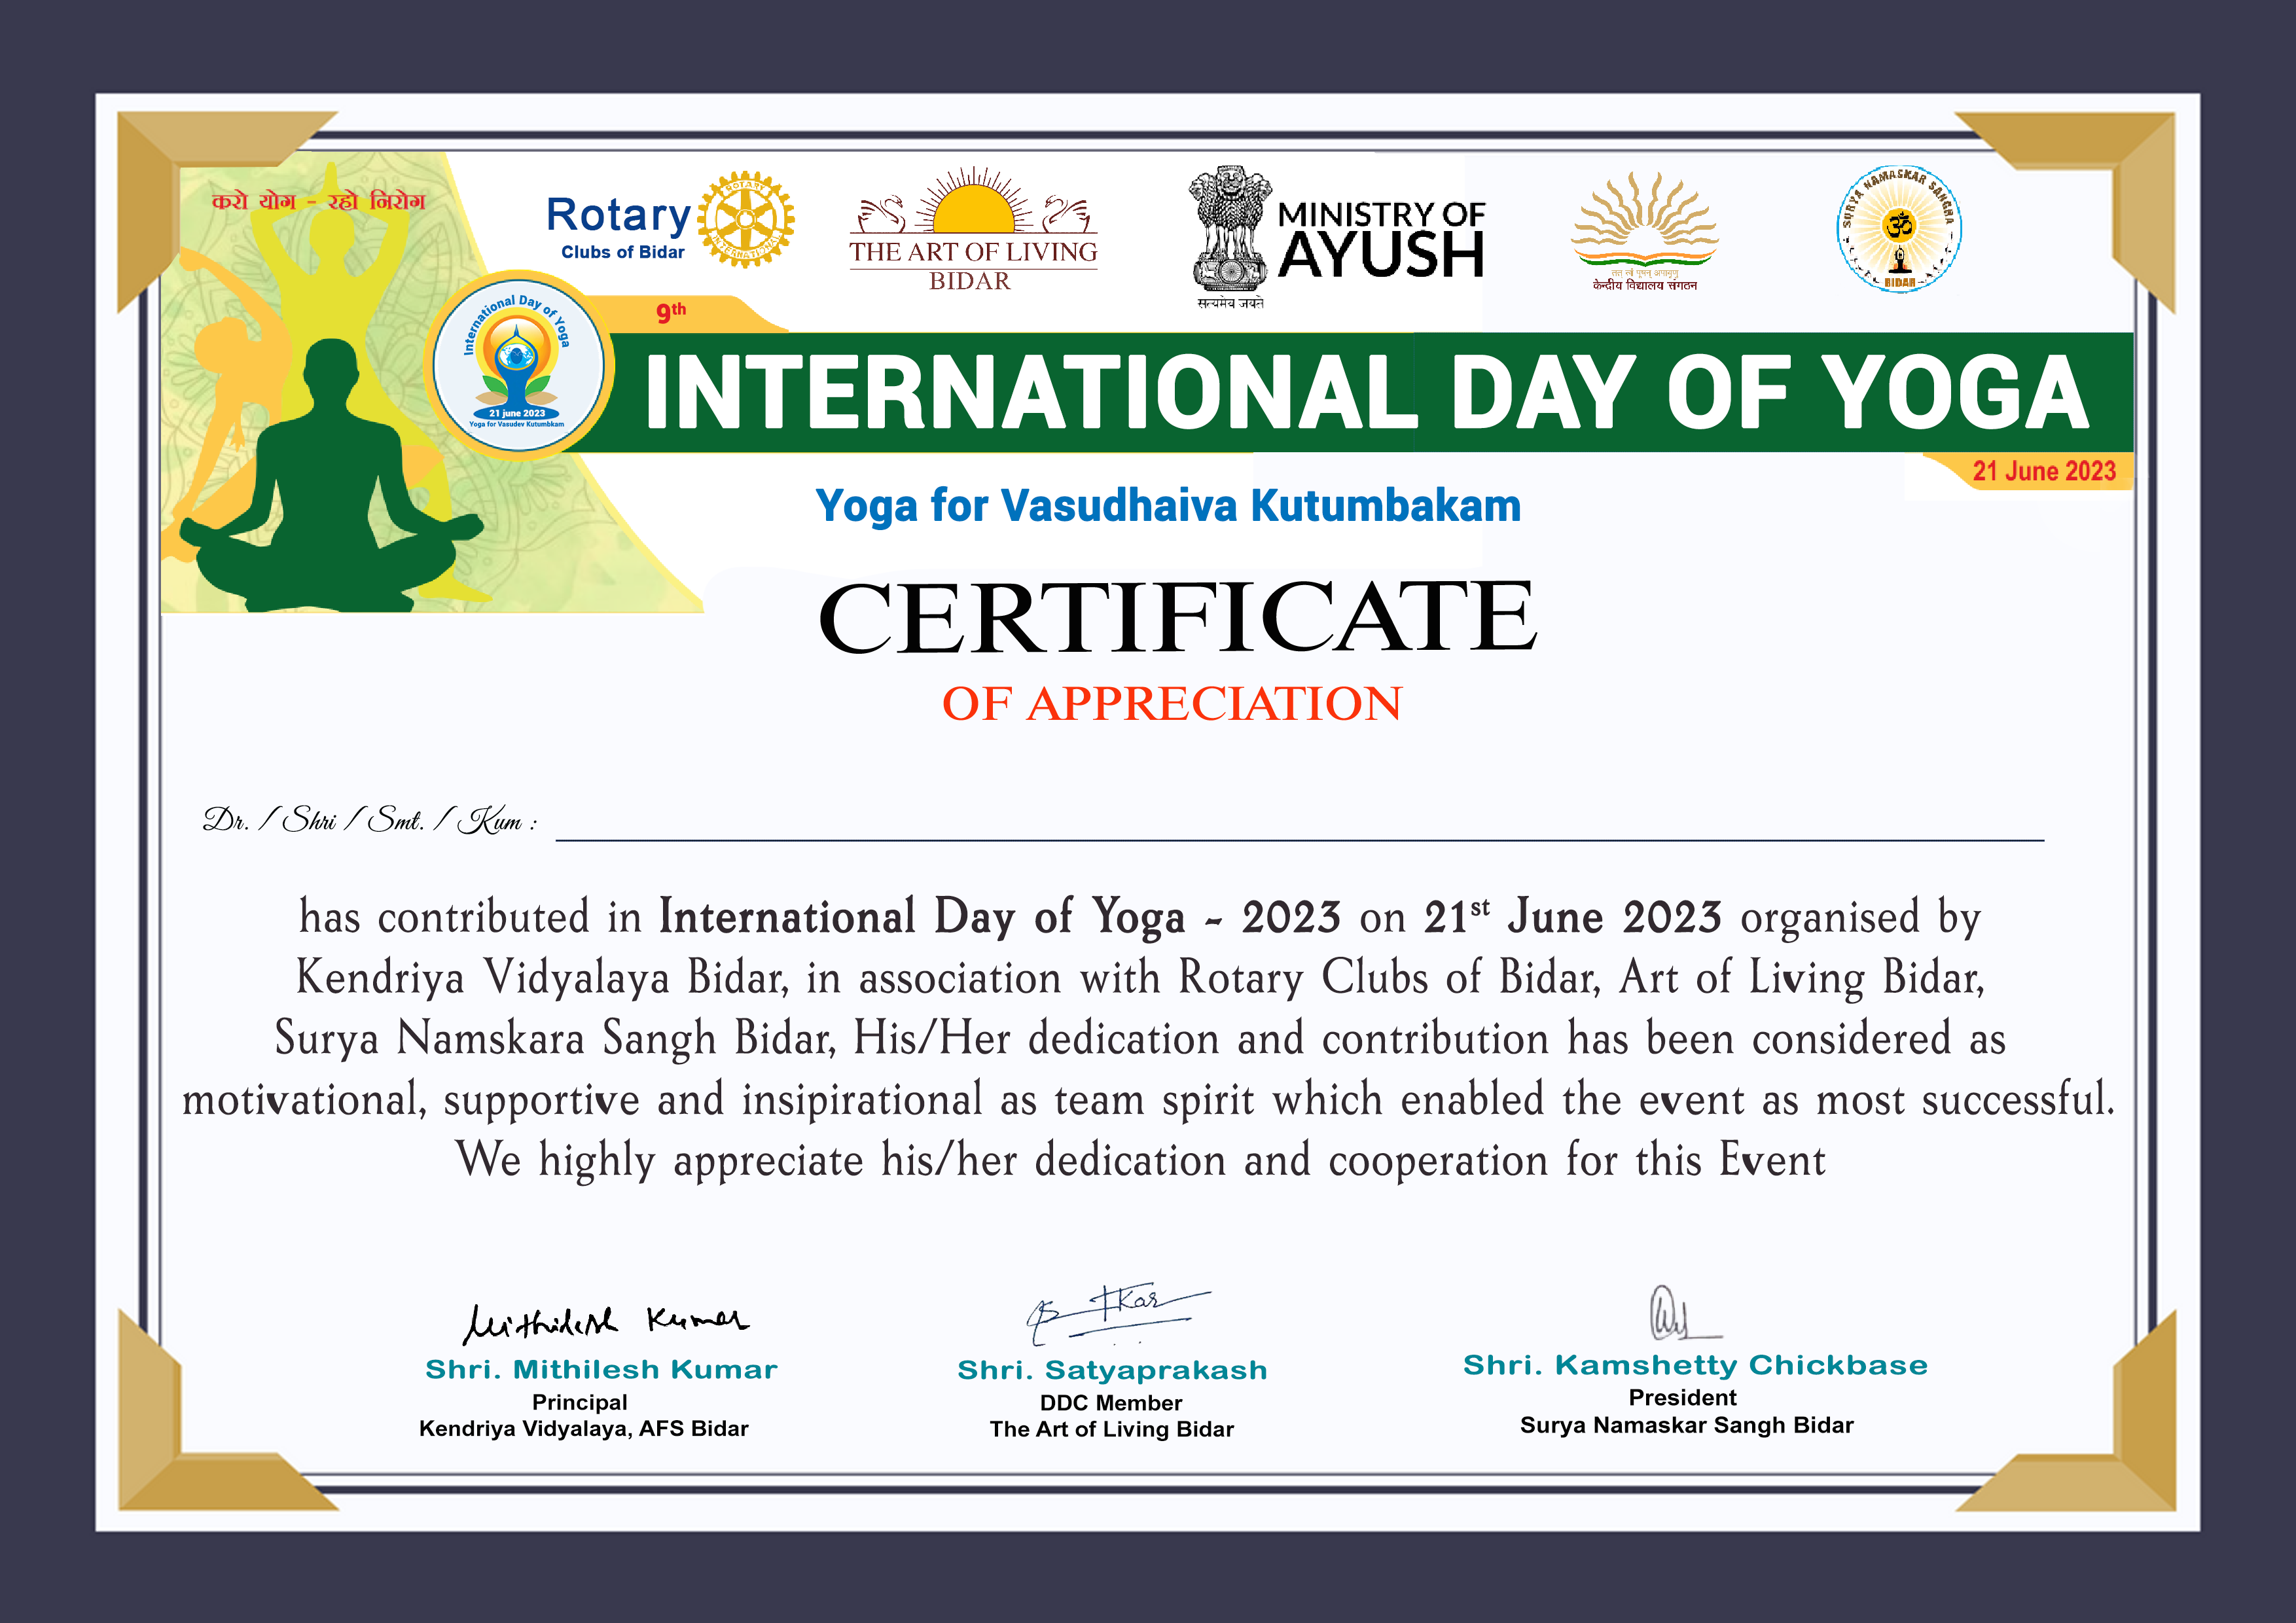 करो योग - रहो निरोग
Rotary
Clubs of Bidar
ROTARY
INTERNATIONAL
THE ART OF LIVING
BIDAR
सत्यमेव जयते
MINISTRY OF
AYUSH
तत् त्वं पूषन् अपावृणु
केन्द्रीय विद्यालय संगठन
SURYA NAMASKAR SANGHA
BIDAR
International Day of Yoga
21 june 2023
Yoga for Vasudev Kutumbkam
9th
INTERNATIONAL DAY OF YOGA
21 June 2023
Yoga for Vasudhaiva Kutumbakam
CERTIFICATE
OF APPRECIATION
Dr. / Shri / Smt. / Kum :
has contributed in International Day of Yoga - 2023 on 21st June 2023 organised by
Kendriya Vidyalaya Bidar, in association with Rotary Clubs of Bidar, Art of Living Bidar,
Surya Namskara Sangh Bidar, His/Her dedication and contribution has been considered as
motivational, supportive and insipirational as team spirit which enabled the event as most successful.
We highly appreciate his/her dedication and cooperation for this Event
Mithilesh Kumar
Shri. Mithilesh Kumar
Principal
Kendriya Vidyalaya, AFS Bidar
Shri. Satyaprakash
DDC Member
The Art of Living Bidar
Shri. Kamshetty Chickbase
President
Surya Namaskar Sangh Bidar